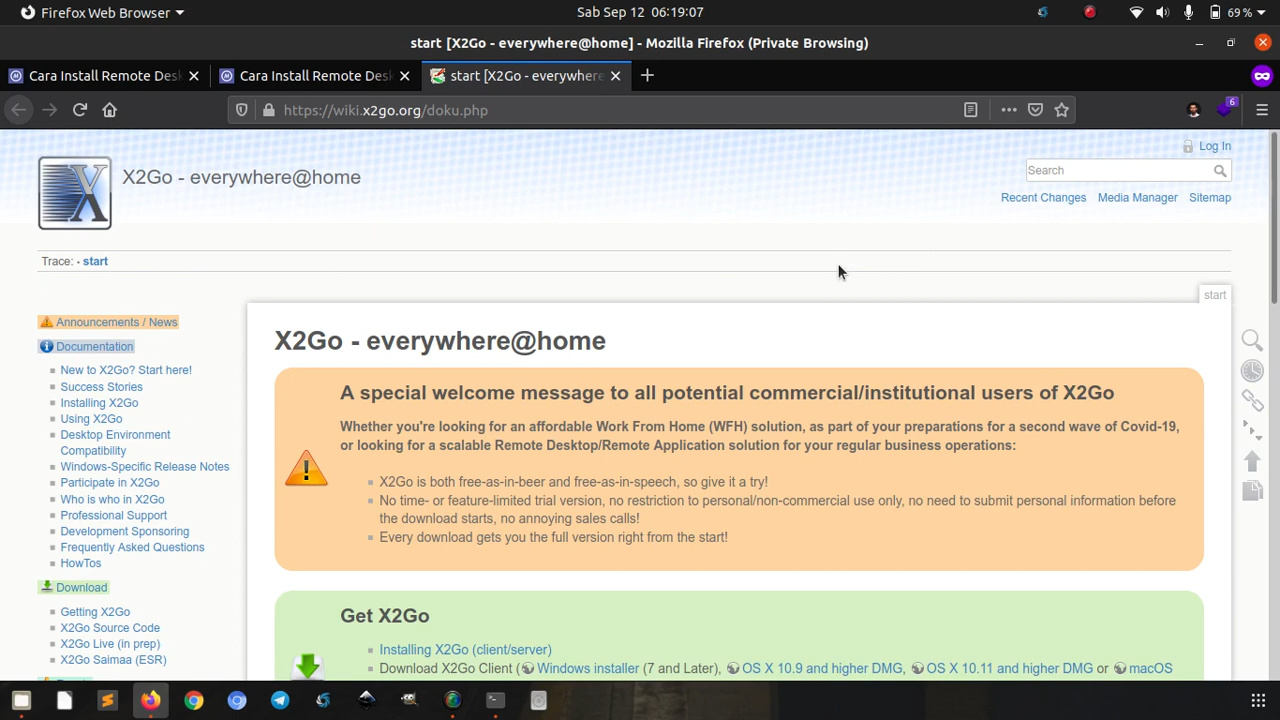 Firefox Web Browser
Sab Sep 12 06:19:07
69 %
start [X2Go - everywhere@home] - Mozilla Firefox (Private Browsing)
Cara Install Remote Desk
Cara Install Remote Desk
start [X2Go - everywhere
https://wiki.x2go.org/doku.php
6
Log In
X2Go - everywhere@home
Search
Recent Changes
Media Manager
Sitemap
Trace: • start
start
Announcements / News
Documentation
New to X2Go? Start here!
Success Stories
Installing X2Go
Using X2Go
Desktop Environment
Compatibility
Windows-Specific Release Notes
Participate in X2Go
Who is who in X2Go
Professional Support
Development Sponsoring
Frequently Asked Questions
HowTos
Download
Getting X2Go
X2Go Source Code
X2Go Live (in prep)
X2Go Saimaa (ESR)
X2Go - everywhere@home
A special welcome message to all potential commercial/institutional users of X2Go
Whether you're looking for an affordable Work From Home (WFH) solution, as part of your preparations for a second wave of Covid-19,
or looking for a scalable Remote Desktop/Remote Application solution for your regular business operations:
X2Go is both free-as-in-beer and free-as-in-speech, so give it a try!
No time- or feature-limited trial version, no restriction to personal/non-commercial use only, no need to submit personal information before
the download starts, no annoying sales calls!
Every download gets you the full version right from the start!
Get X2Go
Installing X2Go (client/server)
Download X2Go Client (Windows installer (7 and Later), OS X 10.9 and higher DMG, OS X 10.11 and higher DMG or macOS